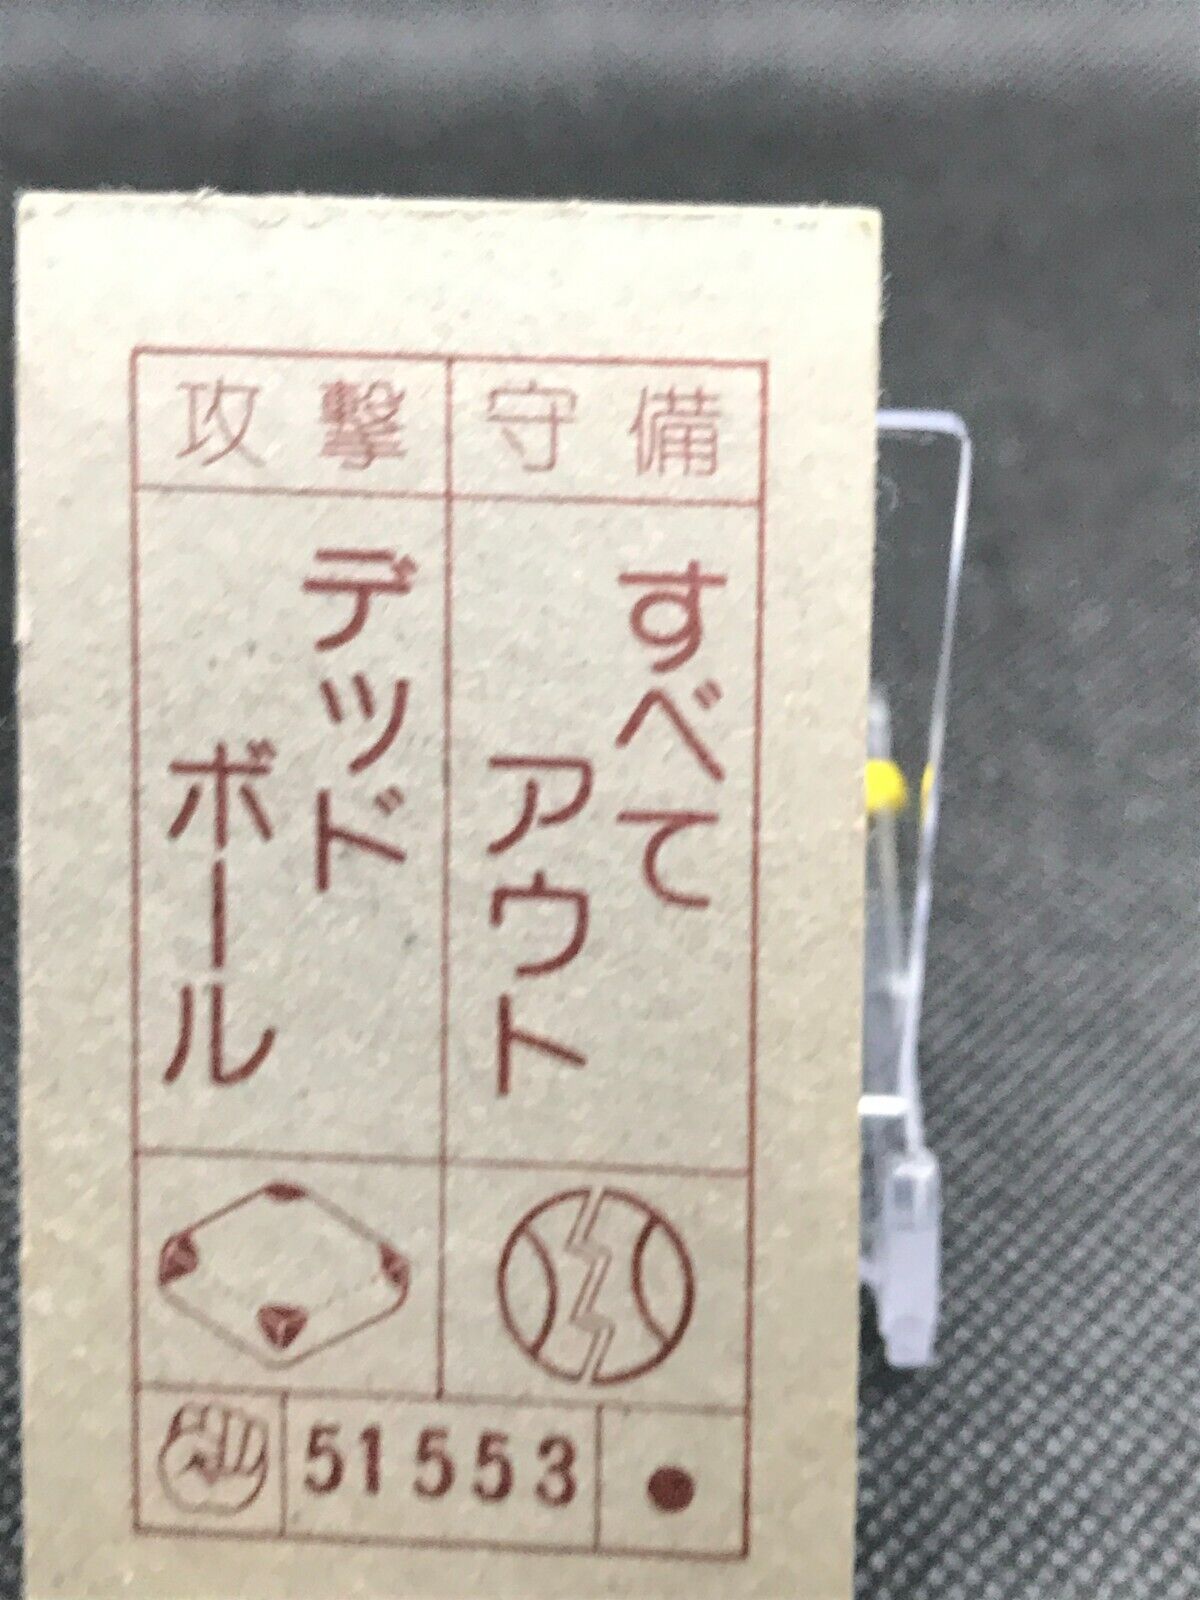 攻撃
守備
デッド
ボール
すべて
アウト
51553